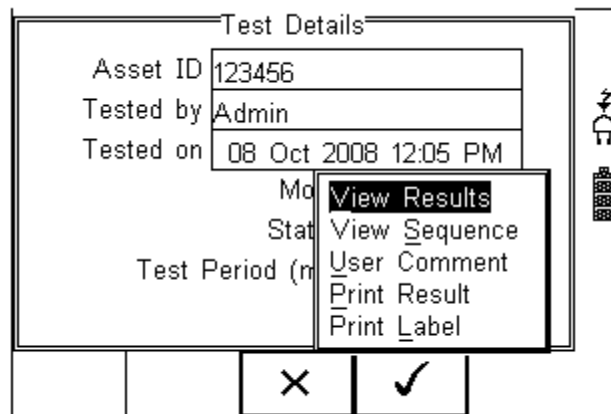 Test Details
Asset ID 123456
Tested by Admin
Tested on 08 Oct 2008 12:05 PM
Mo
Stat
Test Period (m
View Results
View Sequence
User Comment
Print Result
Print Label